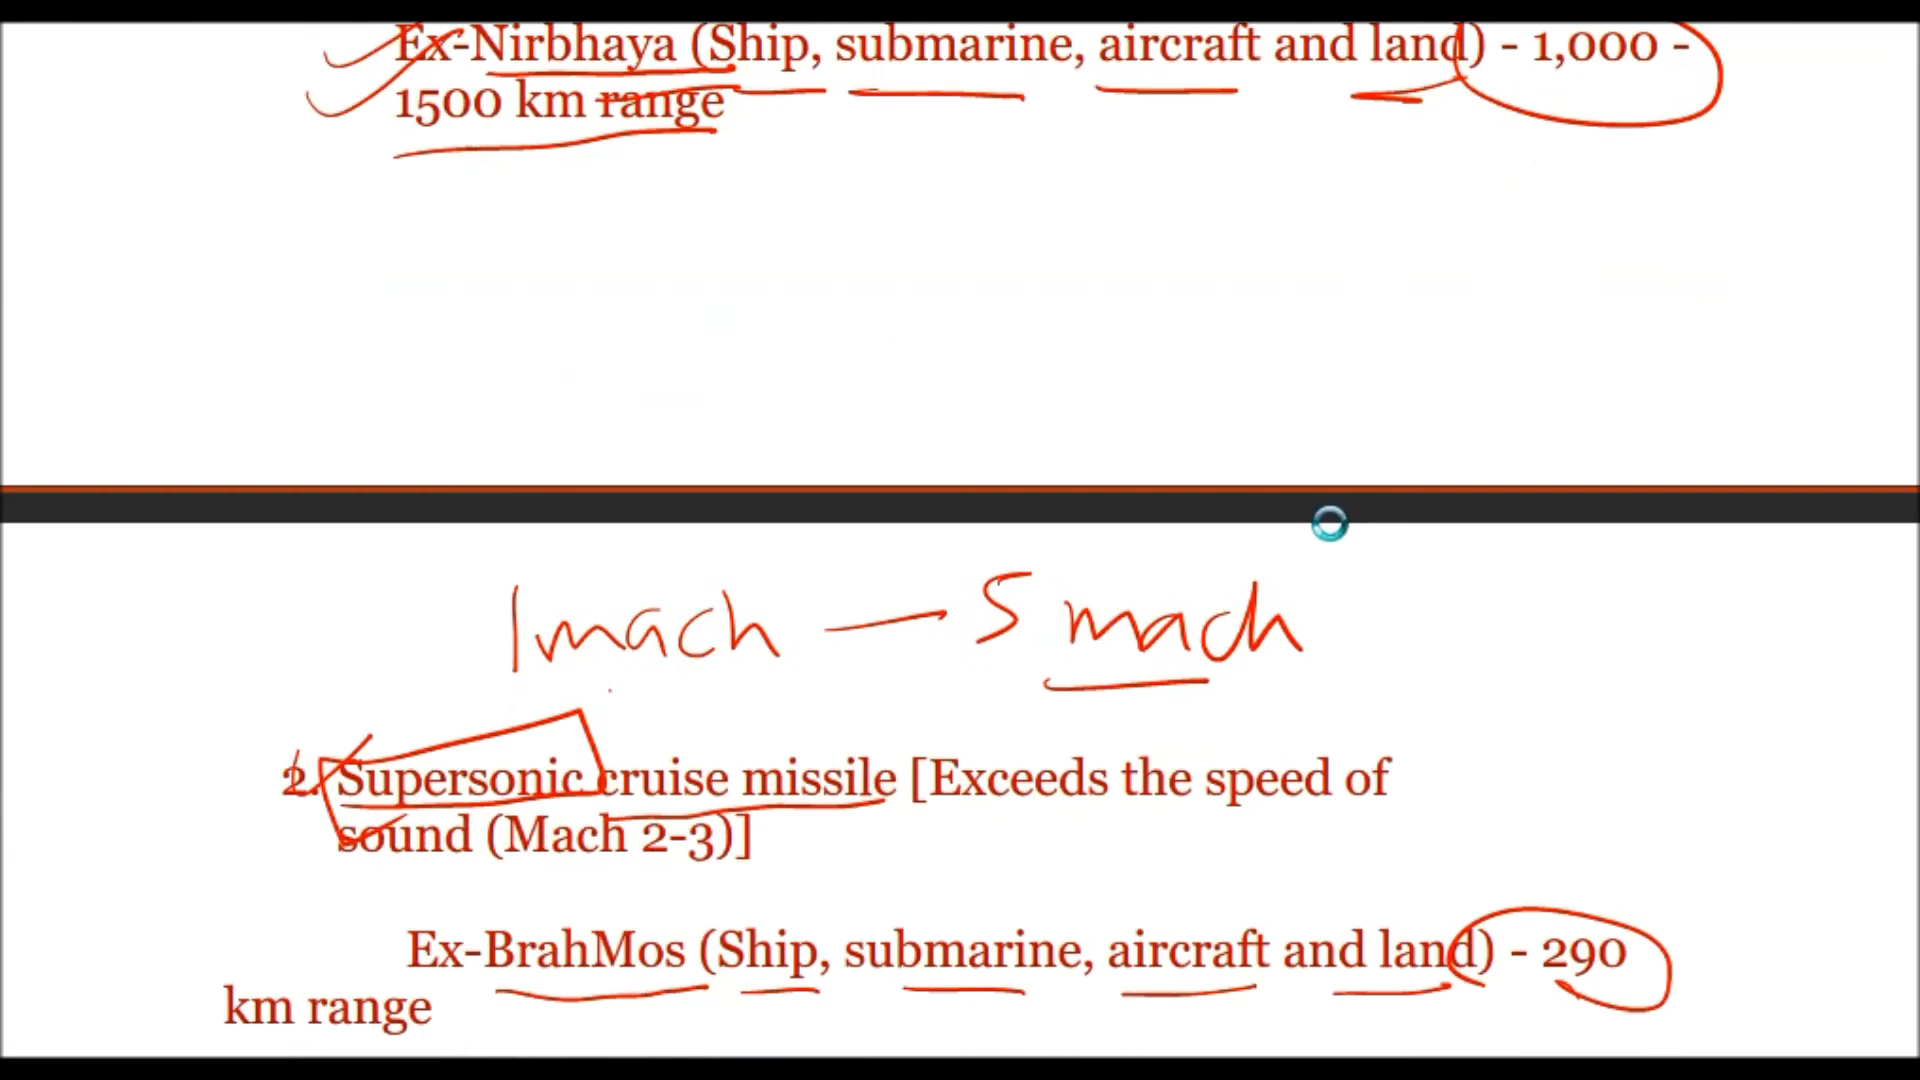 Ex-Nirbhaya (Ship, submarine, aircraft and land) - 1,000 -
1500 km range
1mach — 5 mach
2. Supersonic cruise missile [Exceeds the speed of
sound (Mach 2-3)]
Ex-BrahMos (Ship, submarine, aircraft and land) - 290
km range